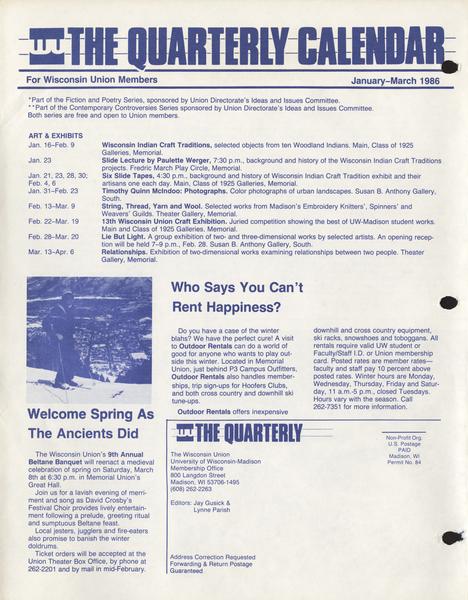 THE QUARTERLY CALENDAR
For Wisconsin Union Members
January–March 1986
*Part of the Fiction and Poetry Series, sponsored by Union Directorate's Ideas and Issues Committee.
**Part of the Contemporary Controversies Series sponsored by Union Directorate's Ideas and Issues Committee.
Both series are free and open to Union members.
ART & EXHIBITS
Jan. 16–Feb. 9 Wisconsin Indian Craft Traditions, selected objects from ten Woodland Indians. Main, Class of 1925
Galleries, Memorial.
Jan. 23 Slide Lecture by Paulette Werger, 7:30 p.m., background and history of the Wisconsin Indian Craft Traditions
projects. Fredric March Play Circle, Memorial.
Jan. 21, 23, 28, 30; Six Slide Tapes, 4:30 p.m., background and history of Wisconsin Indian Tradition exhibit and their
Feb. 4, 6 artisans one each day. Main, Class of 1925 Galleries, Memorial.
Jan. 31–Feb. 23 Timothy Quinn McIndoo: Photographs. Color photographs of urban landscapes. Susan B. Anthony Gallery,
South.
Feb. 13–Mar. 9 String, Thread, Yarn and Wool. Selected works from Madison's Embroidery Knitters', Spinners' and
Weavers' Guilds. Theater Gallery, Memorial.
Feb. 22–Mar. 19 13th Wisconsin Union Craft Exhibition. Juried competition showing the best of UW-Madison student works.
Main and Class of 1925 Galleries, Memorial.
Feb. 28–Mar. 20 Lie But Light. A group exhibition of two- and three-dimensional works by selected artists. An opening recep-
tion will be held 7–9 p.m., Feb. 28. Susan B. Anthony Gallery, South.
Mar. 13–Apr. 6 Relationships. Exhibition of two-dimensional works examining relationships between two people. Theater
Gallery, Memorial.
Welcome Spring As
The Ancients Did
The Wisconsin Union's 9th Annual
Beltane Banquet will reenact a medieval
celebration of spring on Saturday, March
8th at 6:30 p.m. in Memorial Union's
Great Hall.
Join us for a lavish evening of merri-
ment and song as David Crosby's
Festival Choir provides lively entertain-
ment following a prelude, greeting ritual
and sumptuous Beltane feast.
Local jesters, jugglers and fire-eaters
also promise to banish the winter
doldrums.
Ticket orders will be accepted at the
Union Theater Box Office, by phone at
262-2201 and by mail in mid-February.
Who Says You Can't
Rent Happiness?
Do you have a case of the winter
blahs? We have the perfect cure! A visit
to Outdoor Rentals can do a world of
good for anyone who wants to play out-
side this winter. Located in Memorial
Union, just behind P3 Campus Outfitters,
Outdoor Rentals also handles member-
ships, trip sign-ups for Hoofers Clubs,
and both cross country and downhill ski
tune-ups.
Outdoor Rentals offers inexpensive
downhill and cross country equipment,
ski racks, snowshoes and toboggans. All
rentals require valid UW student or
Faculty/Staff I.D. or Union membership
card. Posted rates are member rates—
faculty and staff pay 10 percent above
posted rates. Winter hours are Monday,
Wednesday, Thursday, Friday and Satur-
day, 11 a.m.-5 p.m., closed Tuesdays.
Hours vary with the season. Call
262-7351 for more information.
THE QUARTERLY
The Wisconsin Union
University of Wisconsin-Madison
Membership Office
800 Langdon Street
Madison, WI 53706-1495
(608) 262-2263
Editors: Jay Gusick &
Lynne Parish
Address Correction Requested
Forwarding & Return Postage
Guaranteed
Non-Profit Org.
U.S. Postage
PAID
Madison, WI
Permit No. 84